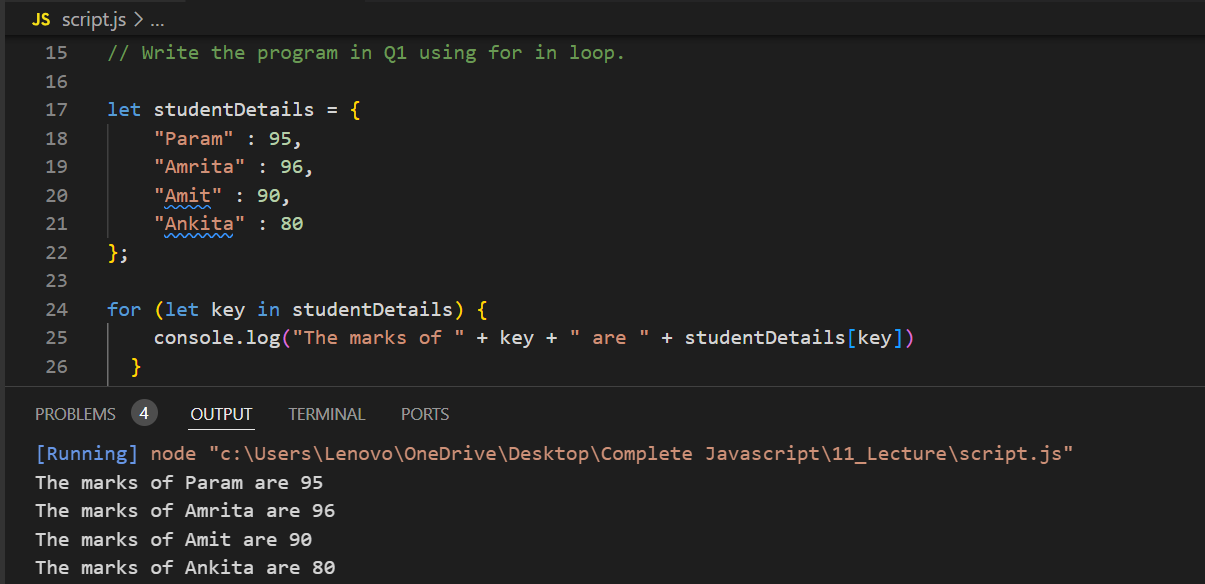 JS script.js > ...
15 // Write the program in Q1 using for in loop.
16
17 let studentDetails = {
18 "Param" : 95,
19 "Amrita" : 96,
20 "Amit" : 90,
21 "Ankita" : 80
22 };
23
24 for (let key in studentDetails) {
25 console.log("The marks of " + key + " are " + studentDetails[key])
26 }
PROBLEMS 4 OUTPUT TERMINAL PORTS
[Running] node "c:\Users\Lenovo\OneDrive\Desktop\Complete Javascript\11_Lecture\script.js"
The marks of Param are 95
The marks of Amrita are 96
The marks of Amit are 90
The marks of Ankita are 80